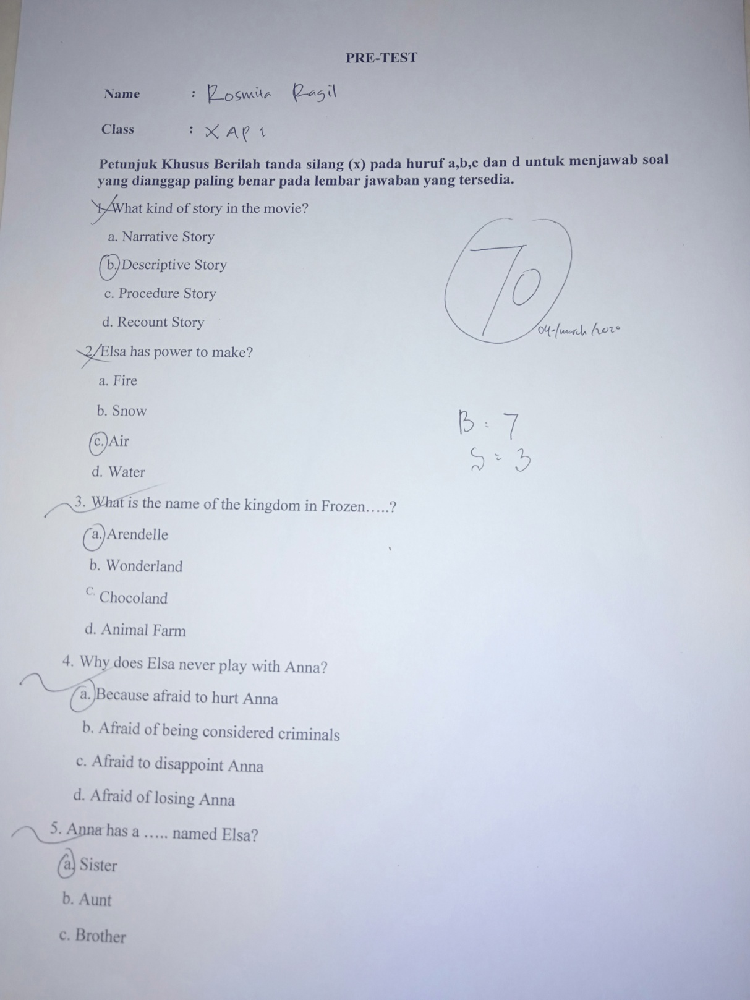 PRE-TEST
Name : Rosmita Ragil
Class : X AP 1
Petunjuk Khusus Berilah tanda silang (x) pada huruf a,b,c dan d untuk menjawab soal
yang dianggap paling benar pada lembar jawaban yang tersedia.
1. What kind of story in the movie?
a. Narrative Story
b. Descriptive Story
c. Procedure Story
d. Recount Story
70
04-/march/2020
2. Elsa has power to make?
a. Fire
b. Snow
c. Air
d. Water
B : 7
S = 3
3. What is the name of the kingdom in Frozen.....?
a. Arendelle
b. Wonderland
C. Chocoland
d. Animal Farm
4. Why does Elsa never play with Anna?
a. Because afraid to hurt Anna
b. Afraid of being considered criminals
c. Afraid to disappoint Anna
d. Afraid of losing Anna
5. Anna has a ..... named Elsa?
a. Sister
b. Aunt
c. Brother